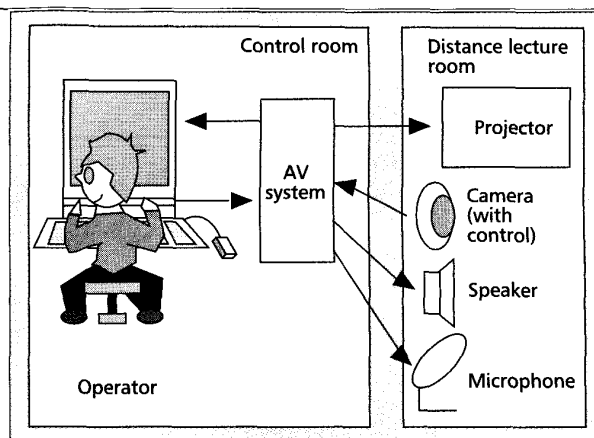 Control room
Distance lecture
room
Projector
AV
system
Camera
(with
control)
Speaker
Microphone
Operator